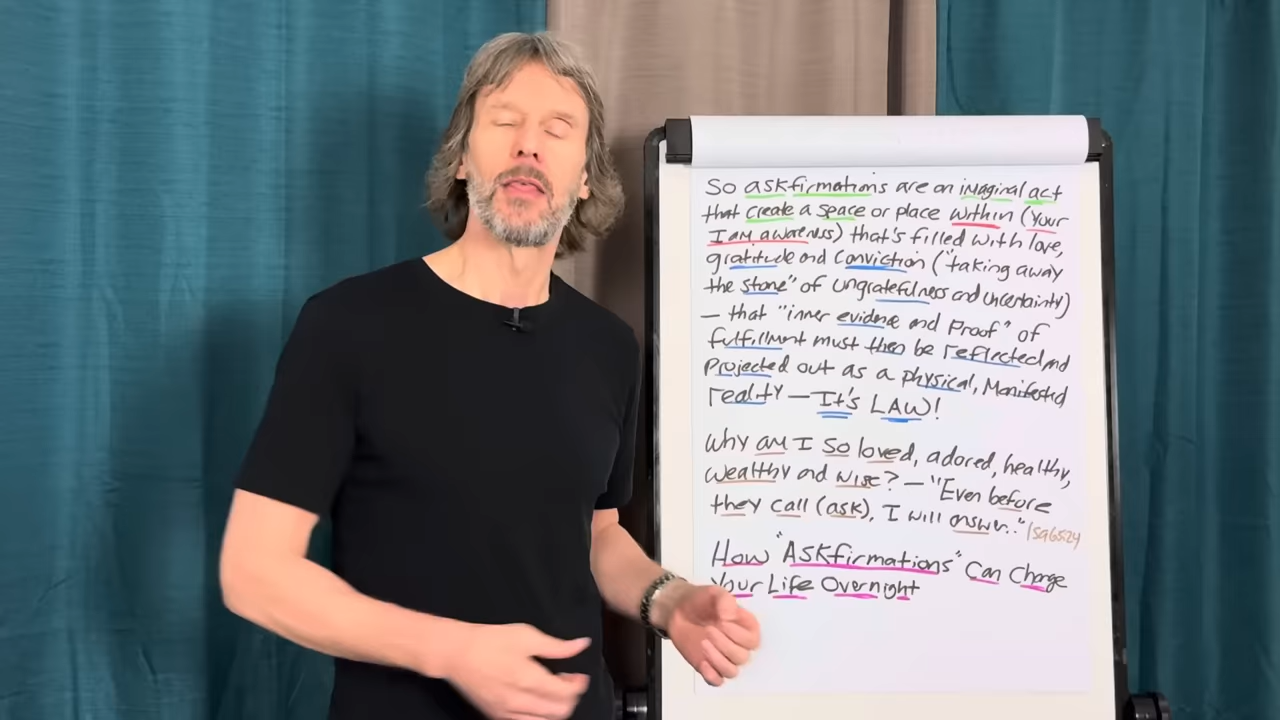 So askfirmations are an imaginal act
that create a space or place within (your
I am awareness) that's filled with love,
gratitude and conviction ("taking away
the stone" of ungratefulness and uncertainty)
– that "inner evidence and proof" of
fulfillment must then be reflected and
projected out as a physical, manifested
reality – It's LAW!
Why am I so loved, adored, healthy,
wealthy and wise? – "Even before
they call (ask), I will answer.." Isa 65:24
How "Askfirmations" Can Change
Your Life Overnight